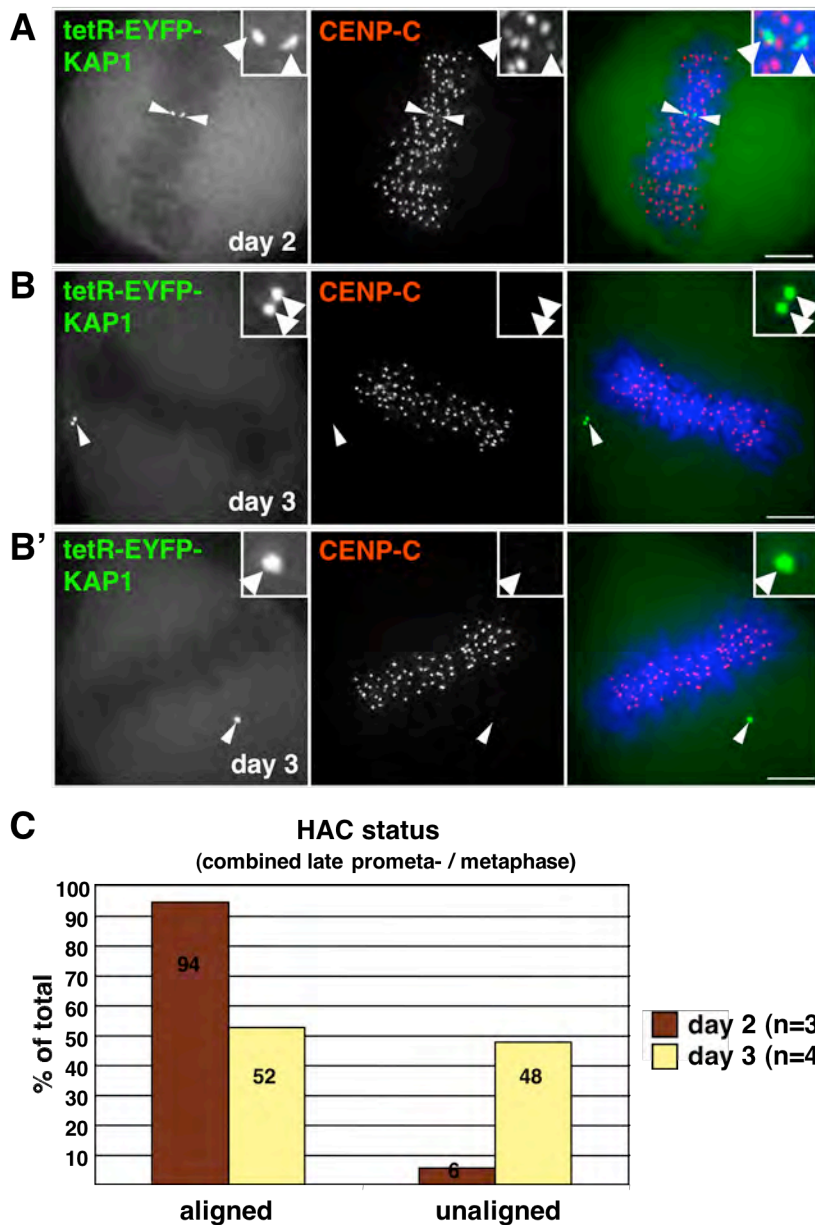 A
tetR-EYFP-
KAP1
CENP-C
day 2
B
tetR-EYFP-
KAP1
CENP-C
day 3
B’
tetR-EYFP-
KAP1
CENP-C
day 3
C
HAC status
(combined late prometa- / metaphase)
% of total
100
90
80
70
60
50
40
30
20
10
94
52
6
48
aligned
unaligned
day 2 (n=3
day 3 (n=4